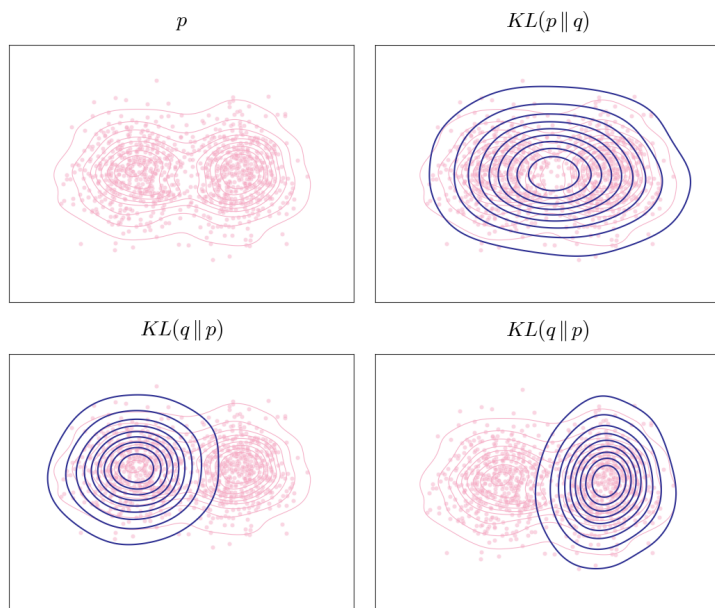 p
KL(p ∥ q)
KL(q ∥ p)
KL(q ∥ p)